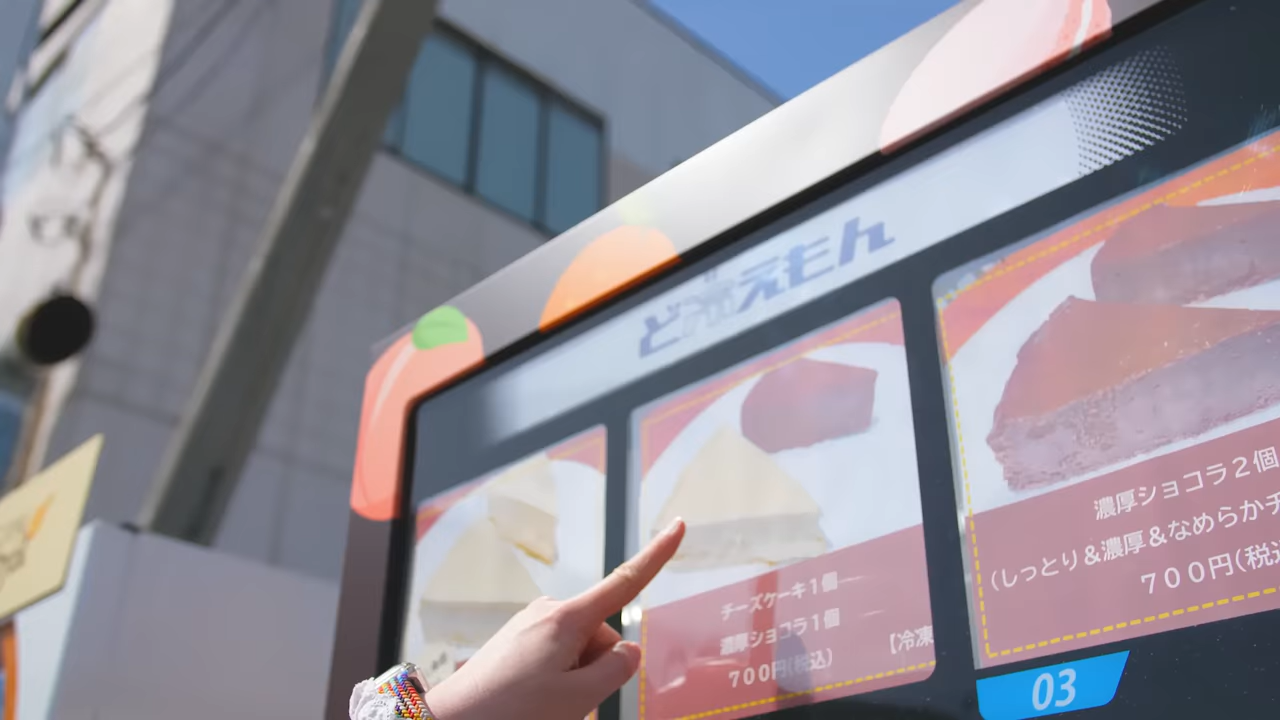 ど冷えもん
チーズケーキ1個
濃厚ショコラ1個
700円(税込)
【冷凍
濃厚ショコラ2個
(しっとり&濃厚&なめらかチ
700円(税込
03